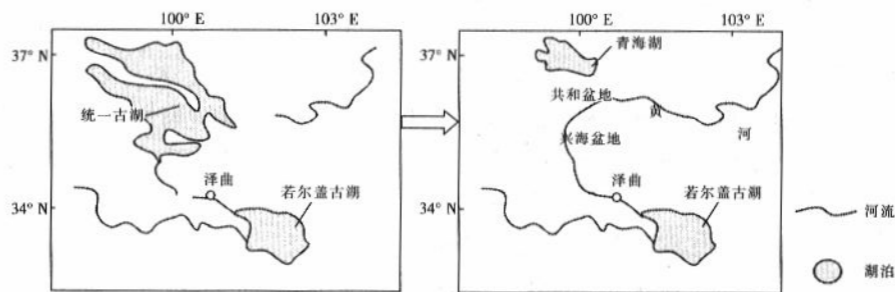 100° E 103° E
37° N
统一古湖
泽曲
若尔盖古湖
34° N
100° E 103° E
37° N
青海湖
共和盆地
黄
河
兴海盆地
泽曲
若尔盖古湖
34° N
河流
湖泊